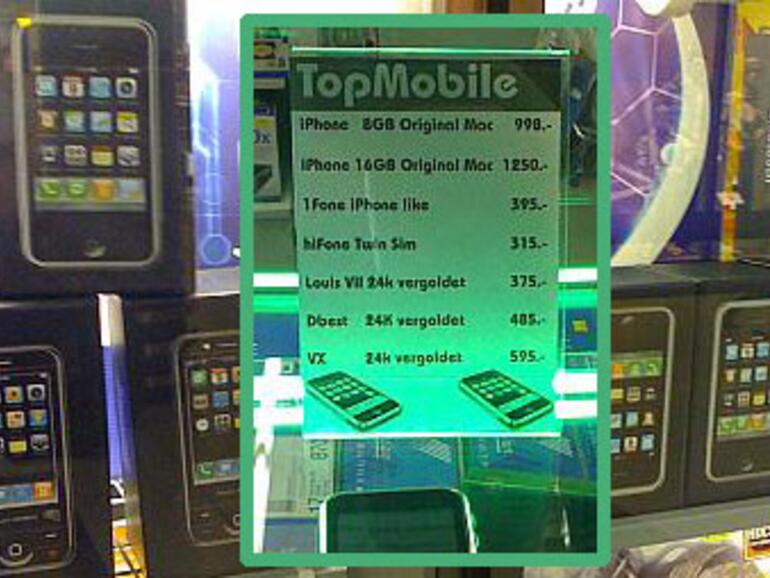 TopMobile
iPhone 8GB Original Mac 998.-
iPhone 16GB Original Mac 1250.-
1Fone iPhone like 395.-
hiFone Twin Sim 315.-
Louis VII 24k vergoldet 375.-
Dbest 24K vergoldet 485.-
VX 24k vergoldet 595.-